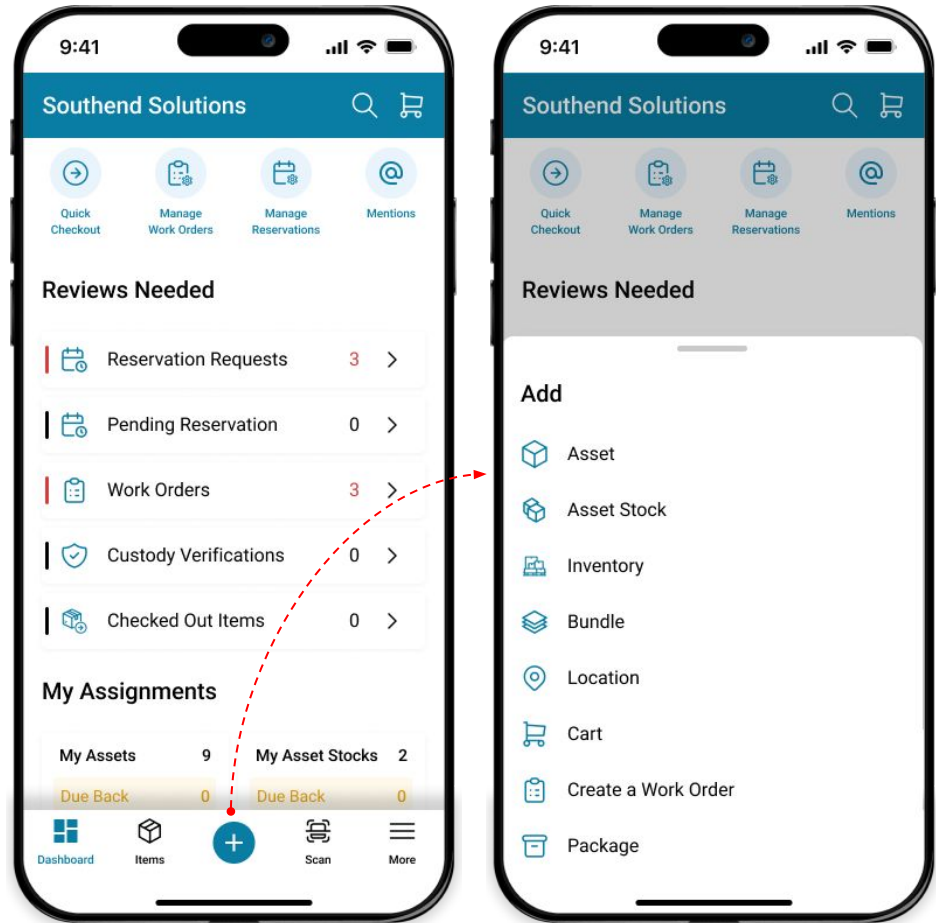 9:41
Southend Solutions
Quick
Checkout
Manage
Work Orders
Manage
Reservations
Mentions
Reviews Needed
Reservation Requests 3
Pending Reservation 0
Work Orders 3
Custody Verifications 0
Checked Out Items 0
My Assignments
My Assets 9
My Asset Stocks 2
Due Back 0
Due Back 0
Dashboard
Items
Scan
More
9:41
Southend Solutions
Quick
Checkout
Manage
Work Orders
Manage
Reservations
Mentions
Reviews Needed
Add
Asset
Asset Stock
Inventory
Bundle
Location
Cart
Create a Work Order
Package